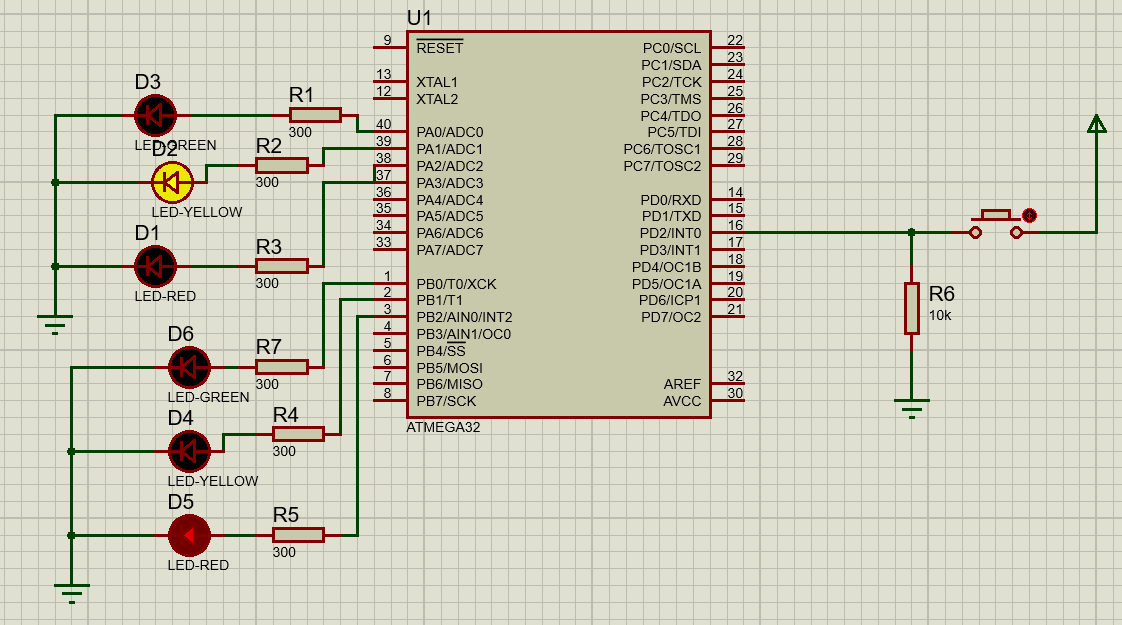 U1
9
RESET
13
XTAL1
12
XTAL2
40
PA0/ADC0
39
PA1/ADC1
38
PA2/ADC2
37
PA3/ADC3
36
PA4/ADC4
35
PA5/ADC5
34
PA6/ADC6
33
PA7/ADC7
1
PB0/T0/XCK
2
PB1/T1
3
PB2/AIN0/INT2
4
PB3/AIN1/OC0
5
PB4/SS
6
PB5/MOSI
7
PB6/MISO
8
PB7/SCK
PC0/SCL
22
PC1/SDA
23
PC2/TCK
24
PC3/TMS
25
PC4/TDO
26
PC5/TDI
27
PC6/TOSC1
28
PC7/TOSC2
29
PD0/RXD
14
PD1/TXD
15
PD2/INT0
16
PD3/INT1
17
PD4/OC1B
18
PD5/OC1A
19
PD6/ICP1
20
PD7/OC2
21
AREF
32
AVCC
30
ATMEGA32
D3
LED-GREEN
R1
300
D2
LED-YELLOW
R2
300
D1
LED-RED
R3
300
D6
LED-GREEN
R7
300
D4
LED-YELLOW
R4
300
D5
LED-RED
R5
300
R6
10k